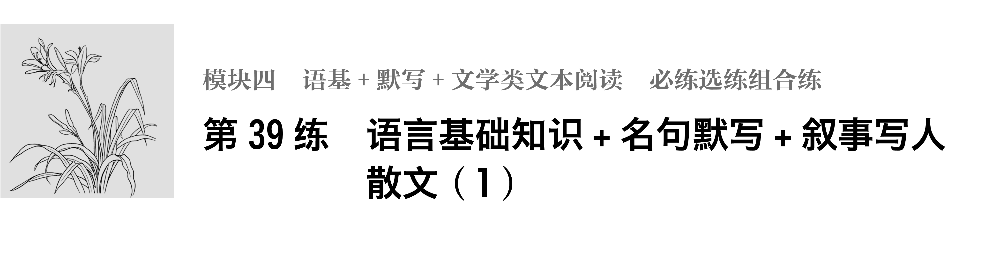 模块四　语基 + 默写 + 文学类文本阅读　必练选练组合练
第 39 练　语言基础知识 + 名句默写 + 叙事写人
散文（1）